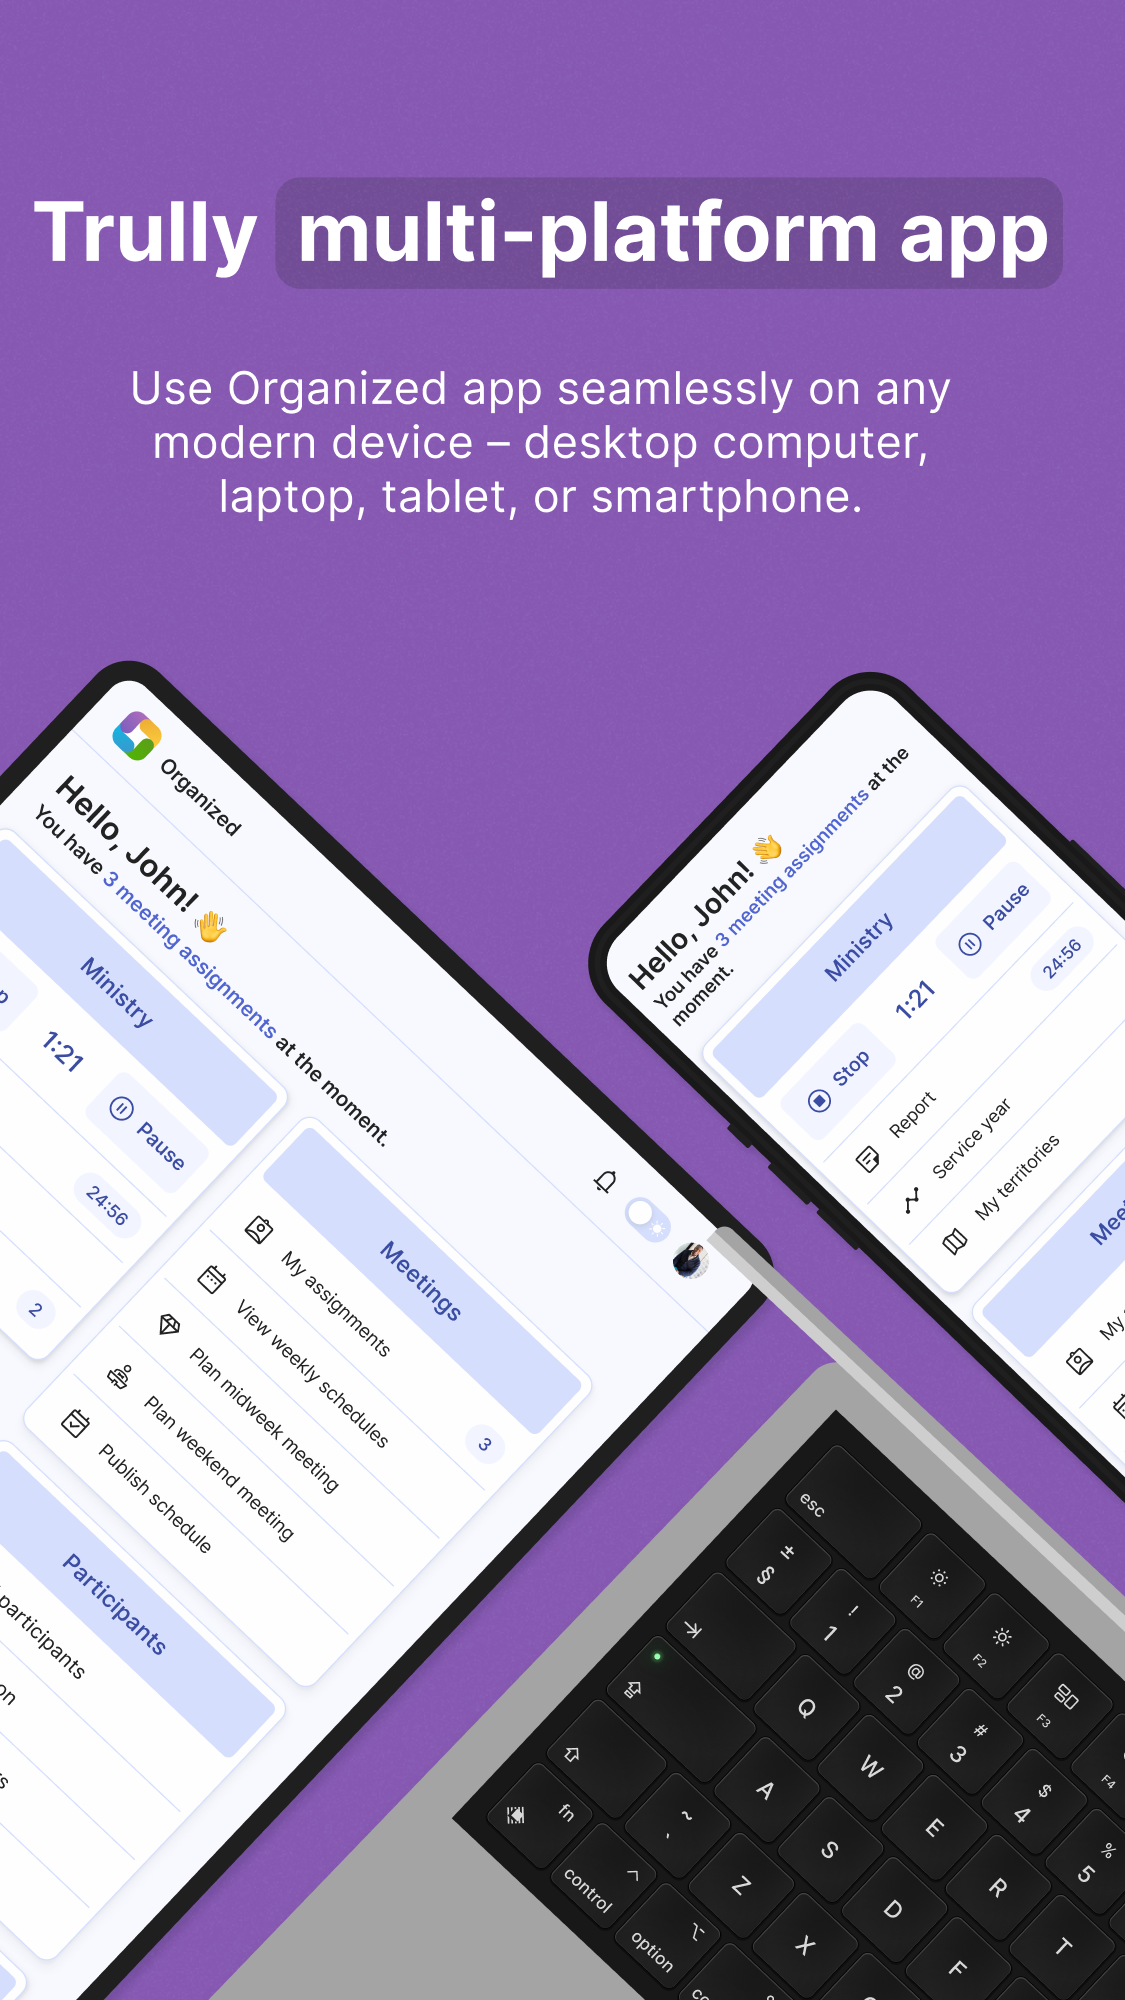 Trully multi-platform app
Use Organized app seamlessly on any
modern device – desktop computer,
laptop, tablet, or smartphone.
Organized
Hello, John! 👋
You have 3 meeting assignments at the moment.
Ministry
1:21
Pause
24:56
2
Meetings
My assignments
3
View weekly schedules
Plan midweek meeting
Plan weekend meeting
Publish schedule
Participants
participants
Hello, John! 👋
You have 3 meeting assignments at the
moment.
Ministry
Stop
1:21
Pause
Report
24:56
Service year
My territories
My
esc
F1
F2
F3
F4
§ ±
1 !
2 @
3 #
4 $
5 %
Q
W
E
R
T
A
S
D
F
` ~
Z
X
fn
control
option